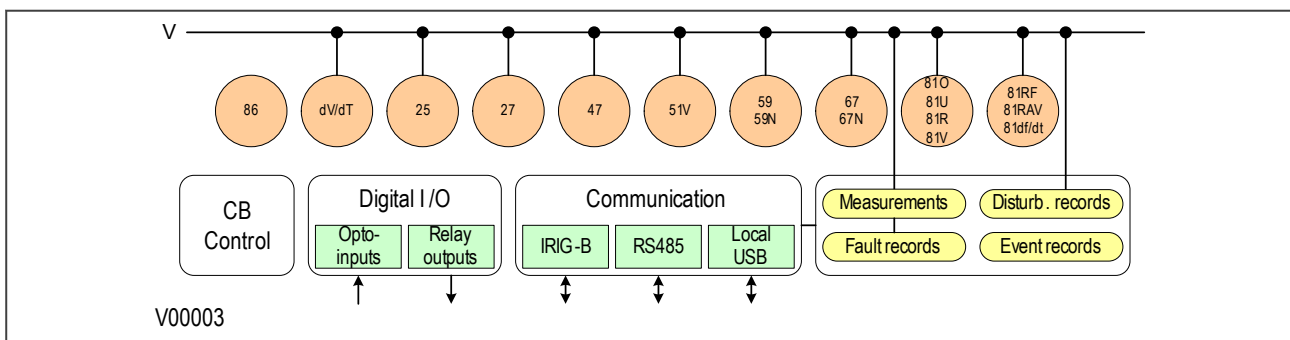 V
86
dV/dT
25
27
47
51V
59
59N
67
67N
81O
81U
81R
81V
81RF
81RAV
81df/dt
CB
Control
Digital I/O
Opto-
inputs
Relay
outputs
Communication
IRIG-B
RS485
Local
USB
Measurements
Disturb. records
Fault records
Event records
V00003